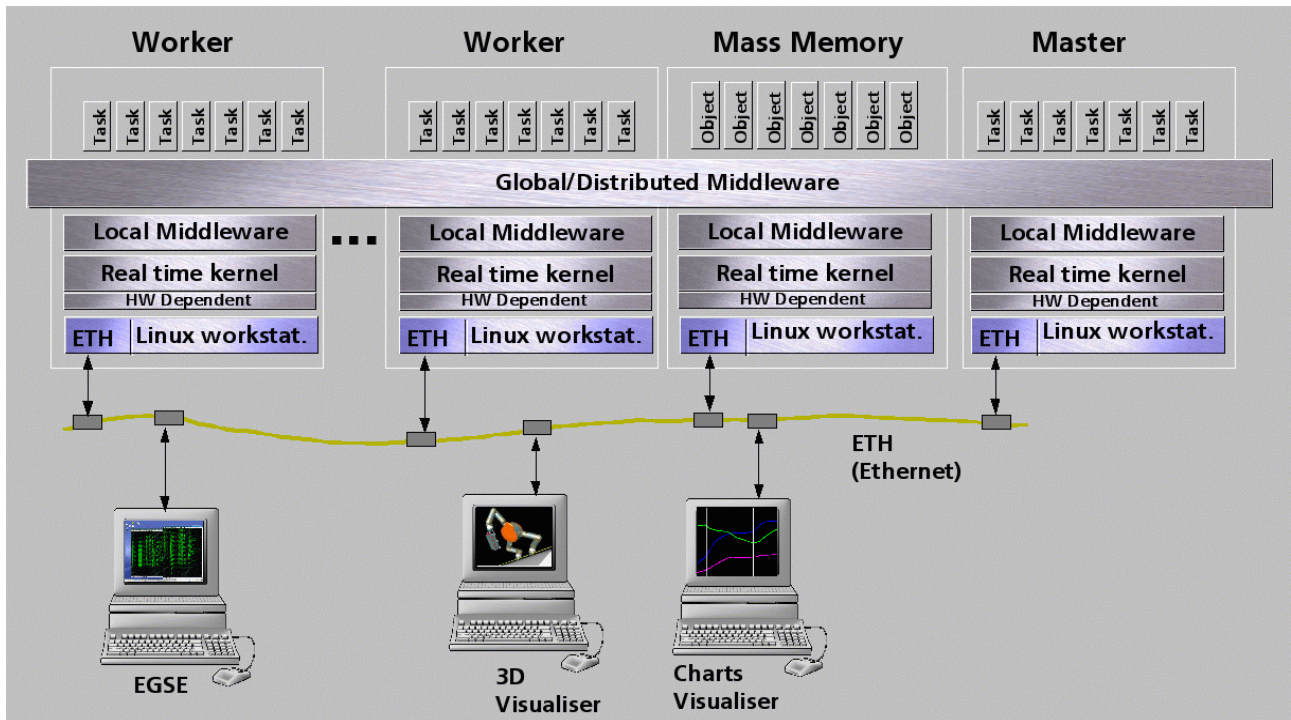 Worker
Worker
Mass Memory
Master
Task Task Task Task Task Task Task
Task Task Task Task Task Task Task
Object Object Object Object Object Object Object
Task Task Task Task Task Task Task
Global/Distributed Middleware
Local Middleware
Real time kernel
HW Dependent
ETH Linux workstat.
...
Local Middleware
Real time kernel
HW Dependent
ETH Linux workstat.
Local Middleware
Real time kernel
HW Dependent
ETH Linux workstat.
Local Middleware
Real time kernel
HW Dependent
ETH Linux workstat.
ETH
(Ethernet)
EGSE
3D
Visualiser
Charts
Visualiser